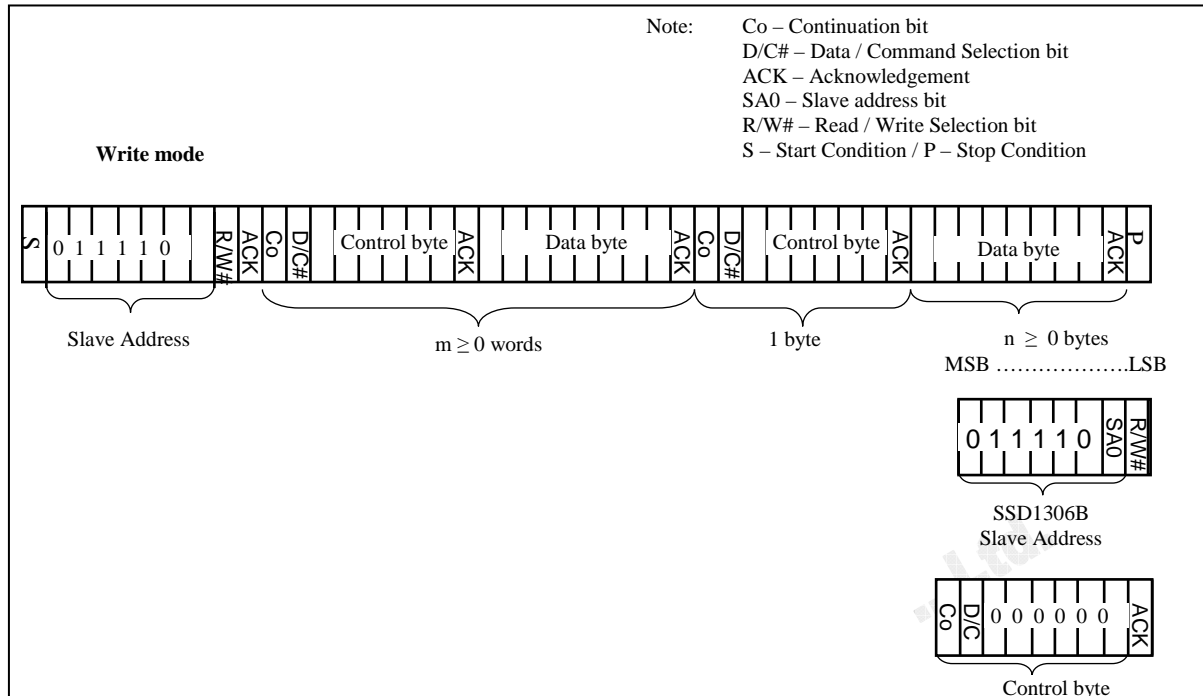 Note: Co – Continuation bit
D/C# – Data / Command Selection bit
ACK – Acknowledgement
SA0 – Slave address bit
R/W# – Read / Write Selection bit
S – Start Condition / P – Stop Condition
Write mode
S 0 1 1 1 1 0 R/W# ACK Co D/C# Control byte ACK Data byte ACK Co D/C# Control byte ACK Data byte ACK P
Slave Address
m ≥ 0 words
1 byte
n ≥ 0 bytes
MSB ……………….LSB
0 1 1 1 1 0 SA0 R/W#
SSD1306B
Slave Address
Ltd.
Co D/C 0 0 0 0 0 0 ACK
Control byte